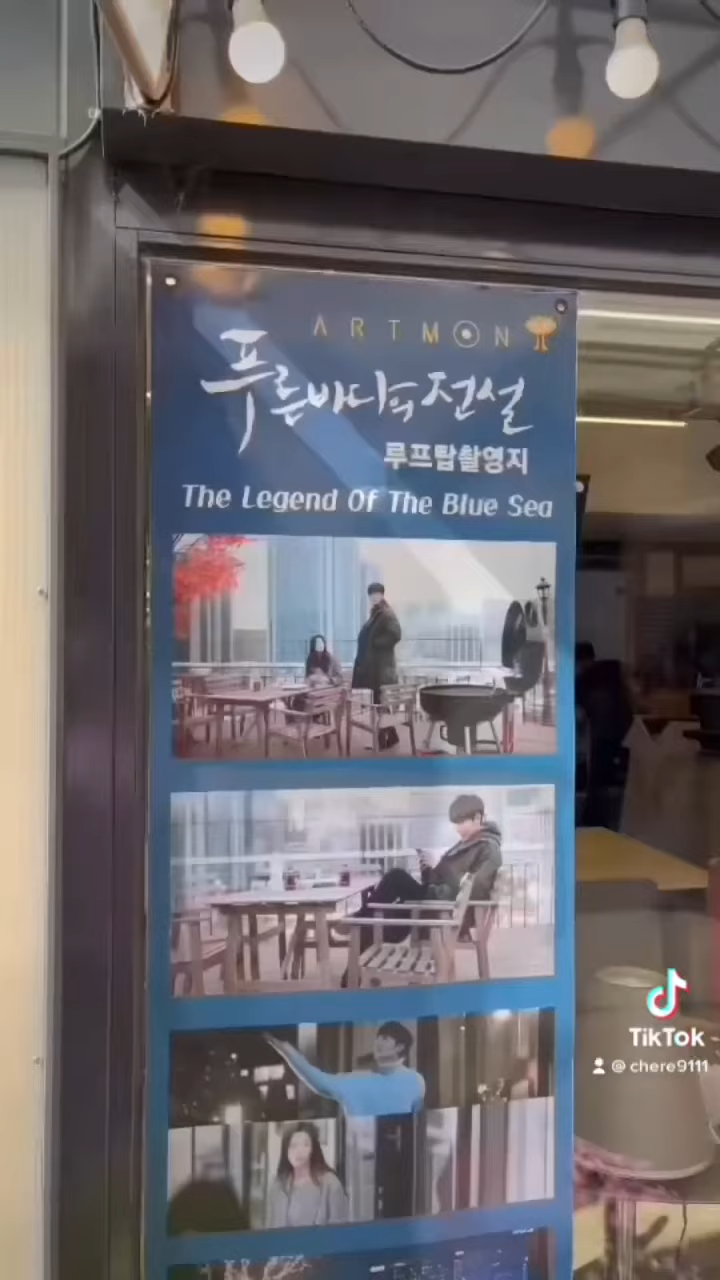 ARTMON
푸른바다의 전설
루프탑촬영지
The Legend Of The Blue Sea
TikTok
@ chere9111